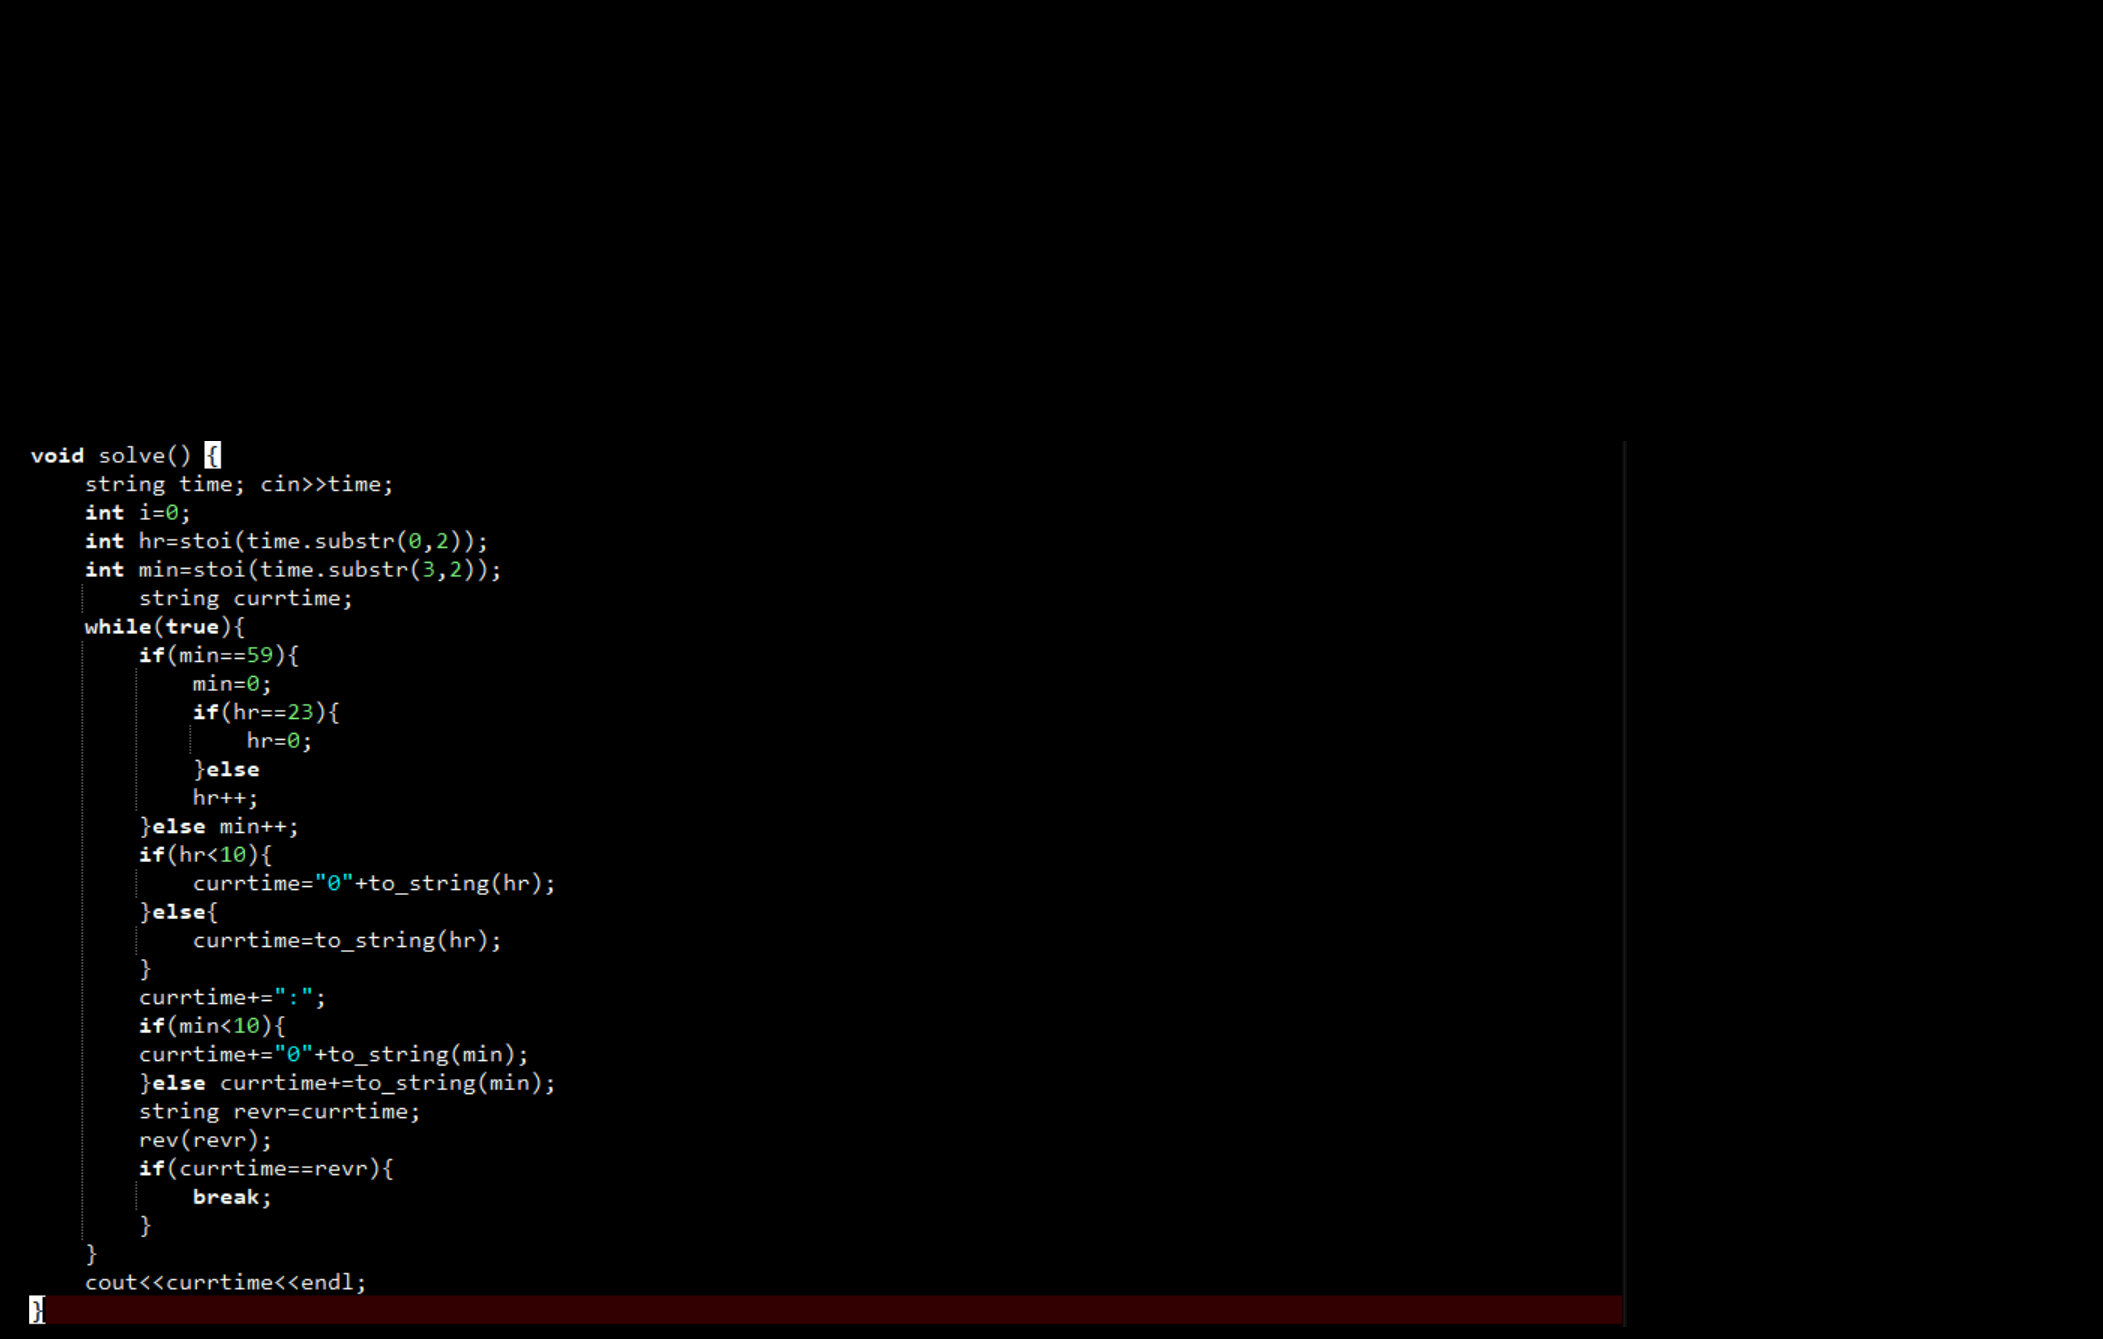 void solve() {
    string time; cin>>time;
    int i=0;
    int hr=stoi(time.substr(0,2));
    int min=stoi(time.substr(3,2));
        string currtime;
    while(true){
        if(min==59){
            min=0;
            if(hr==23){
                hr=0;
            }else
            hr++;
        }else min++;
        if(hr<10){
            currtime="0"+to_string(hr);
        }else{
            currtime=to_string(hr);
        }
        currtime+=":";
        if(min<10){
        currtime+="0"+to_string(min);
        }else currtime+=to_string(min);
        string revr=currtime;
        rev(revr);
        if(currtime==revr){
            break;
        }
    }
    cout<<currtime<<endl;
}